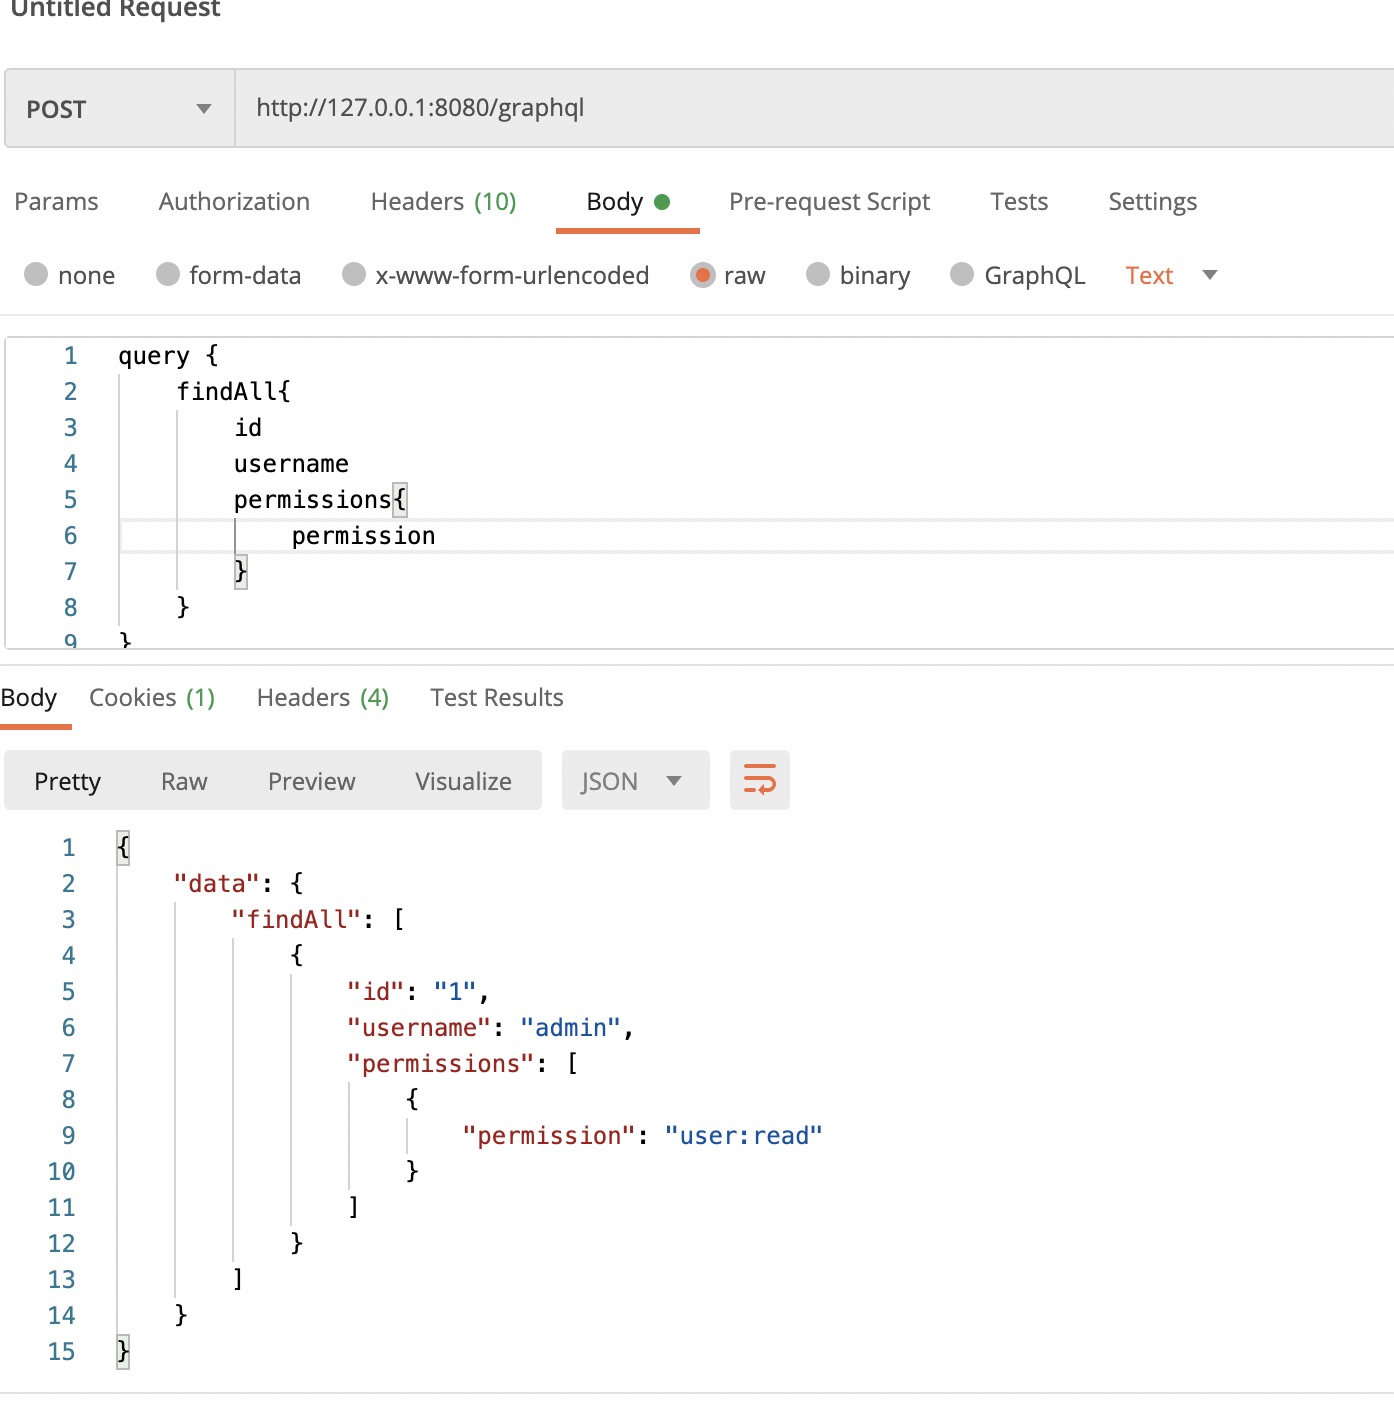 Untitled Request
POST http://127.0.0.1:8080/graphql
Params Authorization Headers (10) Body Pre-request Script Tests Settings
none form-data x-www-form-urlencoded raw binary GraphQL Text
1 query {
2 findAll{
3 id
4 username
5 permissions{
6 permission
7 }
8 }
9 }
Body Cookies (1) Headers (4) Test Results
Pretty Raw Preview Visualize JSON
1 {
2 "data": {
3 "findAll": [
4 {
5 "id": "1",
6 "username": "admin",
7 "permissions": [
8 {
9 "permission": "user:read"
10 }
11 ]
12 }
13 ]
14 }
15 }